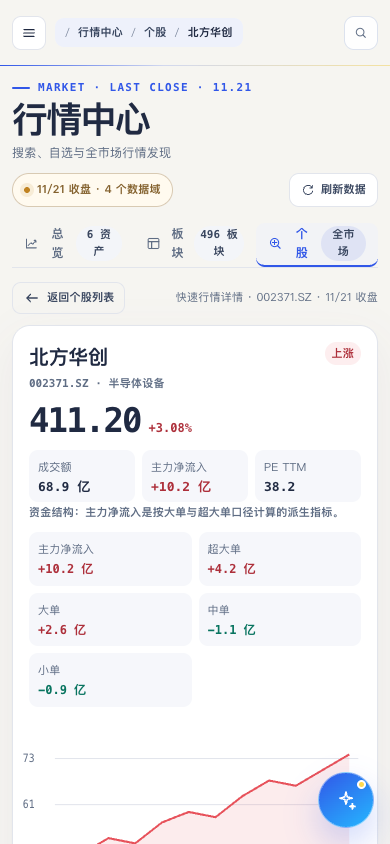 / 行情中心 / 个股 / 北方华创
MARKET · LAST CLOSE · 11.21
行情中心
搜索、自选与全市场行情发现
11/21 收盘 · 4 个数据域
刷新数据
总览 6 资产 板块 496 板块 个股 全市场
返回个股列表
快速行情详情 · 002371.SZ · 11/21 收盘
北方华创
上涨
002371.SZ · 半导体设备
411.20 +3.08%
成交额 主力净流入 PE TTM
68.9 亿 +10.2 亿 38.2
资金结构：主力净流入是按大单与超大单口径计算的派生指标。
主力净流入 超大单
+10.2 亿 +4.2 亿
大单 中单
+2.6 亿 −1.1 亿
小单
−0.9 亿
73
61